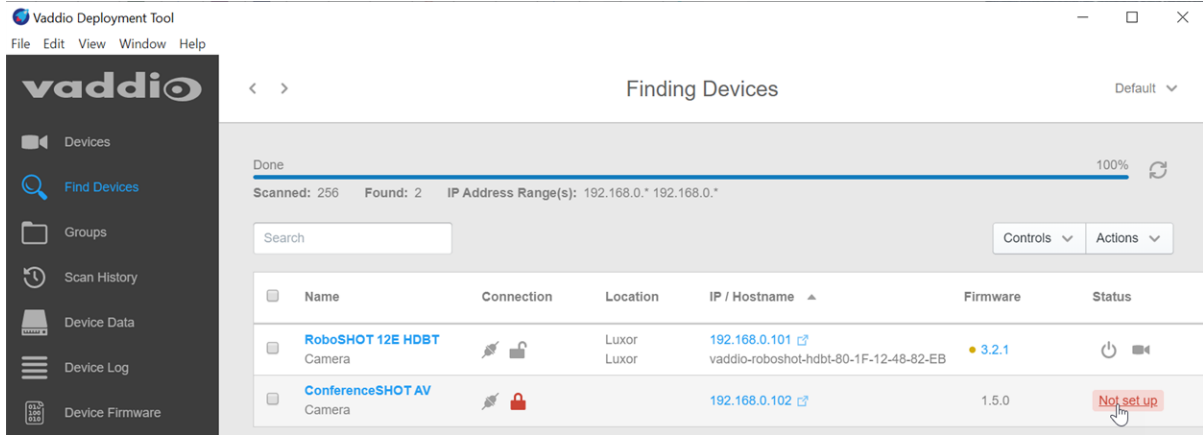 Vaddio Deployment Tool
File Edit View Window Help
vaddio
Finding Devices
Default
Devices
Find Devices
Groups
Scan History
Device Data
Device Log
Device Firmware
Done
100%
Scanned: 256 Found: 2 IP Address Range(s): 192.168.0.* 192.168.0.*
Search
Controls
Actions
Name Connection Location IP / Hostname Firmware Status
RoboSHOT 12E HDBT Luxor 192.168.0.101 3.2.1
Camera Luxor vaddio-roboshot-hdbt-80-1F-12-48-82-EB
ConferenceSHOT AV 192.168.0.102 1.5.0 Not set up
Camera